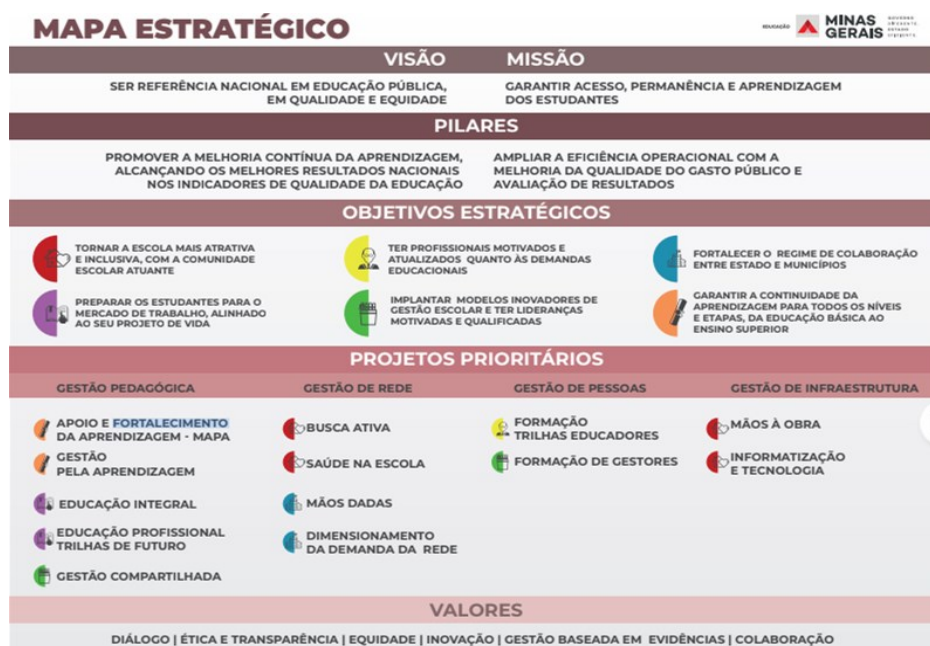 MAPA ESTRATÉGICO
EDUCAÇÃO
MINAS
GERAIS
GOVERNO
DIFERENTE.
ESTADO
EFICIENTE.
VISÃO
MISSÃO
SER REFERÊNCIA NACIONAL EM EDUCAÇÃO PÚBLICA,
EM QUALIDADE E EQUIDADE
GARANTIR ACESSO, PERMANÊNCIA E APRENDIZAGEM
DOS ESTUDANTES
PILARES
PROMOVER A MELHORIA CONTÍNUA DA APRENDIZAGEM,
ALCANÇANDO OS MELHORES RESULTADOS NACIONAIS
NOS INDICADORES DE QUALIDADE DA EDUCAÇÃO
AMPLIAR A EFICIÊNCIA OPERACIONAL COM A
MELHORIA DA QUALIDADE DO GASTO PÚBLICO E
AVALIAÇÃO DE RESULTADOS
OBJETIVOS ESTRATÉGICOS
TORNAR A ESCOLA MAIS ATRATIVA
E INCLUSIVA, COM A COMUNIDADE
ESCOLAR ATUANTE
TER PROFISSIONAIS MOTIVADOS E
ATUALIZADOS QUANTO ÀS DEMANDAS
EDUCACIONAIS
FORTALECER O REGIME DE COLABORAÇÃO
ENTRE ESTADO E MUNICÍPIOS
PREPARAR OS ESTUDANTES PARA O
MERCADO DE TRABALHO, ALINHADO
AO SEU PROJETO DE VIDA
IMPLANTAR MODELOS INOVADORES DE
GESTÃO ESCOLAR E TER LIDERANÇAS
MOTIVADAS E QUALIFICADAS
GARANTIR A CONTINUIDADE DA
APRENDIZAGEM PARA TODOS OS NÍVEIS
E ETAPAS, DA EDUCAÇÃO BÁSICA AO
ENSINO SUPERIOR
PROJETOS PRIORITÁRIOS
GESTÃO PEDAGÓGICA
GESTÃO DE REDE
GESTÃO DE PESSOAS
GESTÃO DE INFRAESTRUTURA
APOIO E FORTALECIMENTO
DA APRENDIZAGEM - MAPA
GESTÃO
PELA APRENDIZAGEM
EDUCAÇÃO INTEGRAL
EDUCAÇÃO PROFISSIONAL
TRILHAS DE FUTURO
GESTÃO COMPARTILHADA
BUSCA ATIVA
SAÚDE NA ESCOLA
MÃOS DADAS
DIMENSIONAMENTO
DA DEMANDA DA REDE
FORMAÇÃO
TRILHAS EDUCADORES
FORMAÇÃO DE GESTORES
MÃOS À OBRA
INFORMATIZAÇÃO
E TECNOLOGIA
VALORES
DIÁLOGO | ÉTICA E TRANSPARÊNCIA | EQUIDADE | INOVAÇÃO | GESTÃO BASEADA EM EVIDÊNCIAS | COLABORAÇÃO